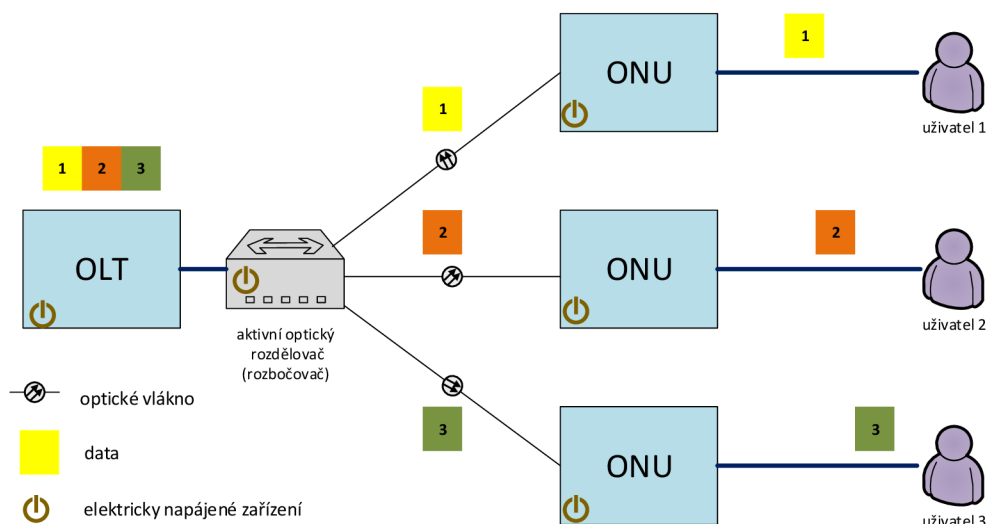 1
ONU
1
uživatel 1
1 2 3
2
2
OLT
ONU
uživatel 2
aktivní optický
rozdělovač
(rozbočovač)
optické vlákno
3
3
data
ONU
elektricky napájené zařízení
uživatel 3